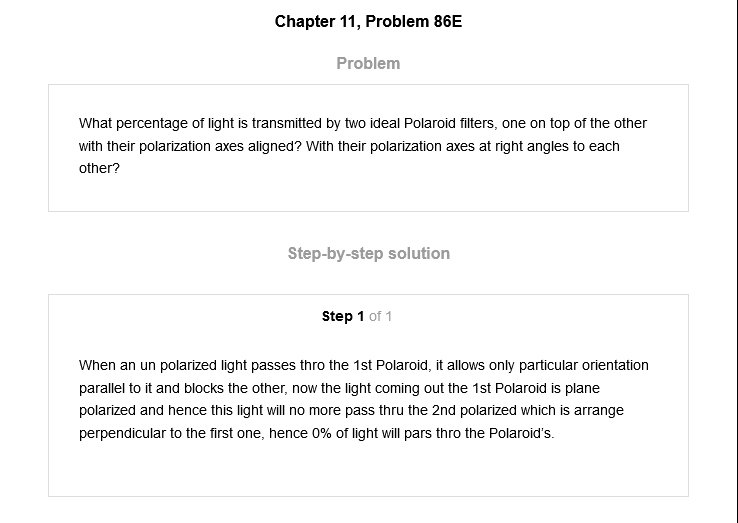 Chapter 11, Problem 86E
Problem
What percentage of light is transmitted by two ideal Polaroid filters, one on top of the other
with their polarization axes aligned? With their polarization axes at right angles to each
other?
Step-by-step solution
Step 1 of 1
When an un polarized light passes thro the 1st Polaroid, it allows only particular orientation
parallel to it and blocks the other, now the light coming out the 1st Polaroid is plane
polarized and hence this light will no more pass thru the 2nd polarized which is arrange
perpendicular to the first one, hence 0% of light will pars thro the Polaroid's.